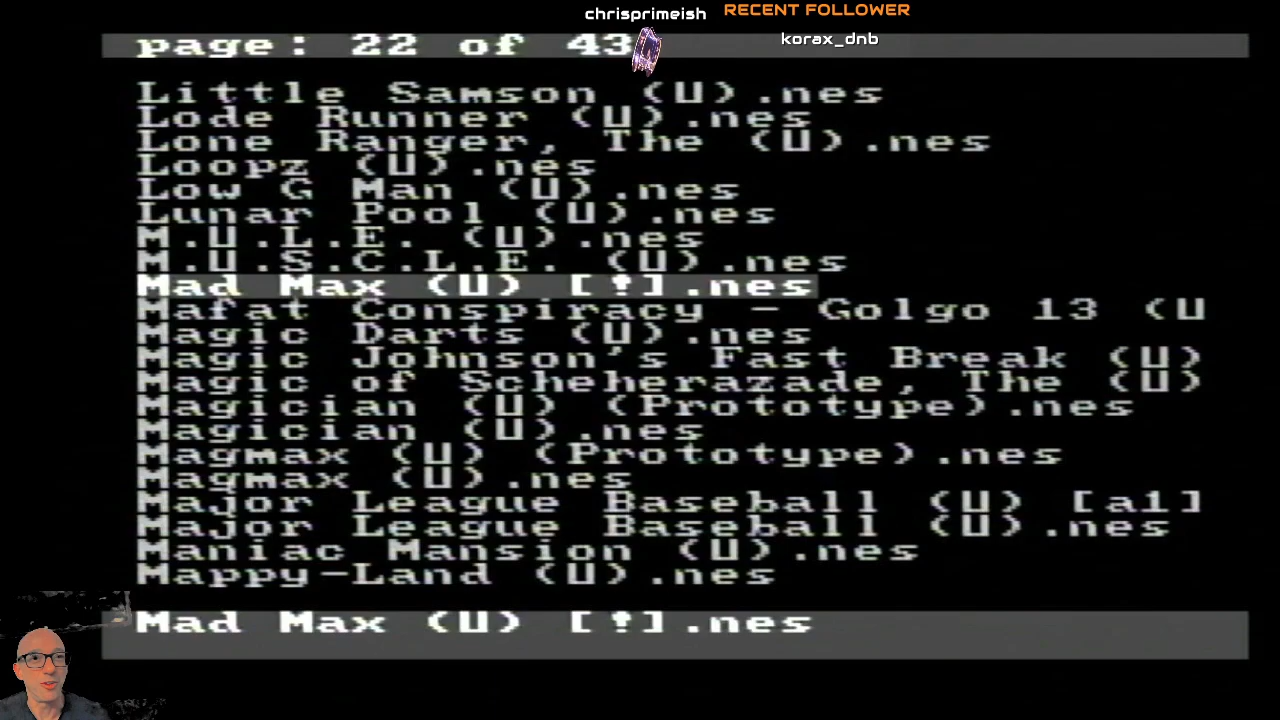 chrisprimeish
RECENT FOLLOWER
korax_dnb
page: 22 of 43
Little Samson (U).nes
Lode Runner (U).nes
Lone Ranger, The (U).nes
Loopz (U).nes
Low G Man (U).nes
Lunar Pool (U).nes
M.U.L.E. (U).nes
M.U.S.C.L.E. (U).nes
Mad Max (U) [!].nes
Mafat Conspiracy - Golgo 13 (U
Magic Darts (U).nes
Magic Johnson's Fast Break (U)
Magic of Scheherazade, The (U)
Magician (U) (Prototype).nes
Magician (U).nes
Magmax (U) (Prototype).nes
Magmax (U).nes
Major League Baseball (U) [a1]
Major League Baseball (U).nes
Maniac Mansion (U).nes
Mappy-Land (U).nes
Mad Max (U) [!].nes